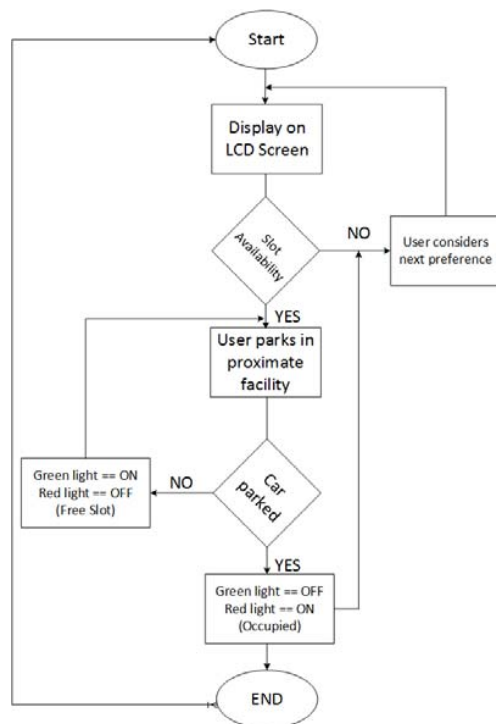 Start
Display on
LCD Screen
Slot
Availability
NO
User considers
next preference
YES
User parks in
proximate
facility
Car
parked
NO
Green light == ON
Red light == OFF
(Free Slot)
YES
Green light == OFF
Red light == ON
(Occupied)
END